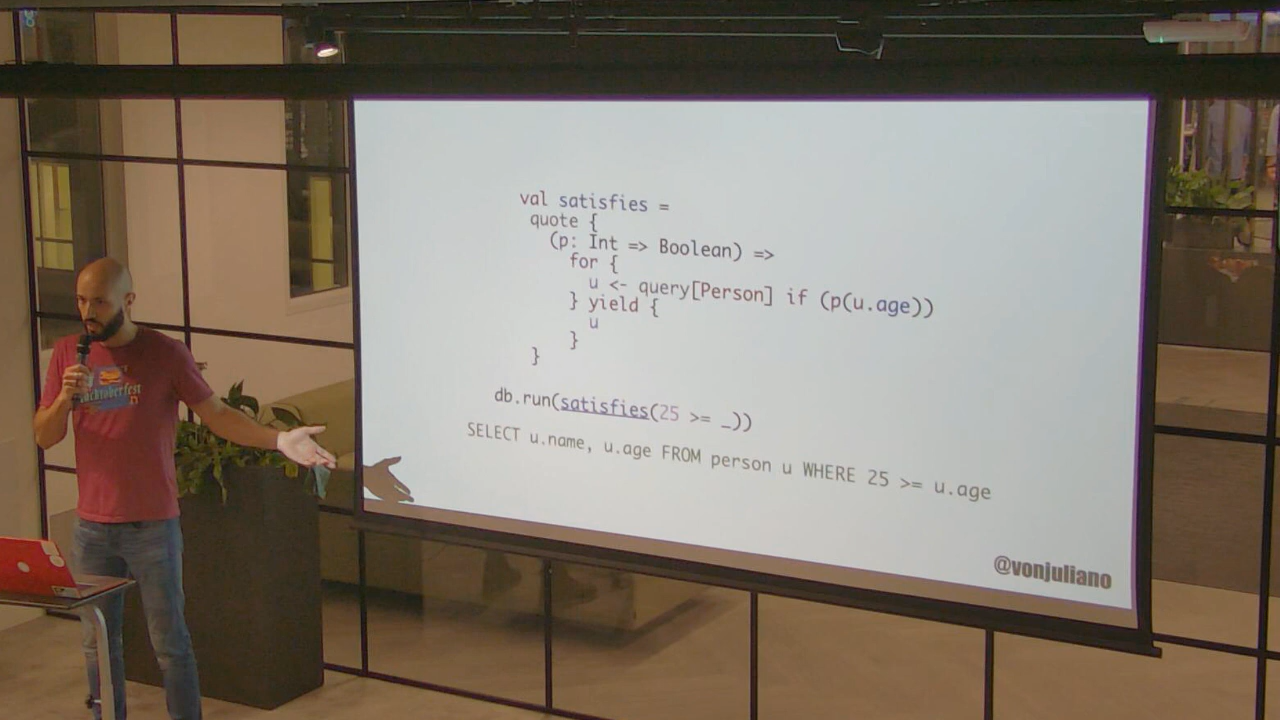 val satisfies =
quote {
(p: Int => Boolean) =>
for {
u <- query[Person] if (p(u.age))
} yield {
u
}
}
db.run(satisfies(25 >= _))
SELECT u.name, u.age FROM person u WHERE 25 >= u.age
@vonjuliano